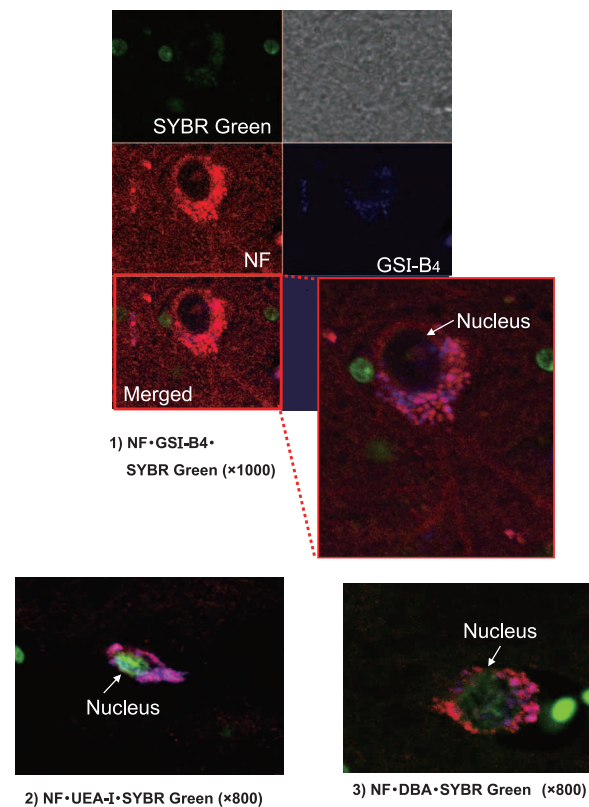 SYBR Green
NF
GSI-B4
Merged
Nucleus
1) NF･GSI-B4･
SYBR Green (×1000)
Nucleus
Nucleus
2) NF･UEA-I･SYBR Green (×800)
3) NF･DBA･SYBR Green (×800)